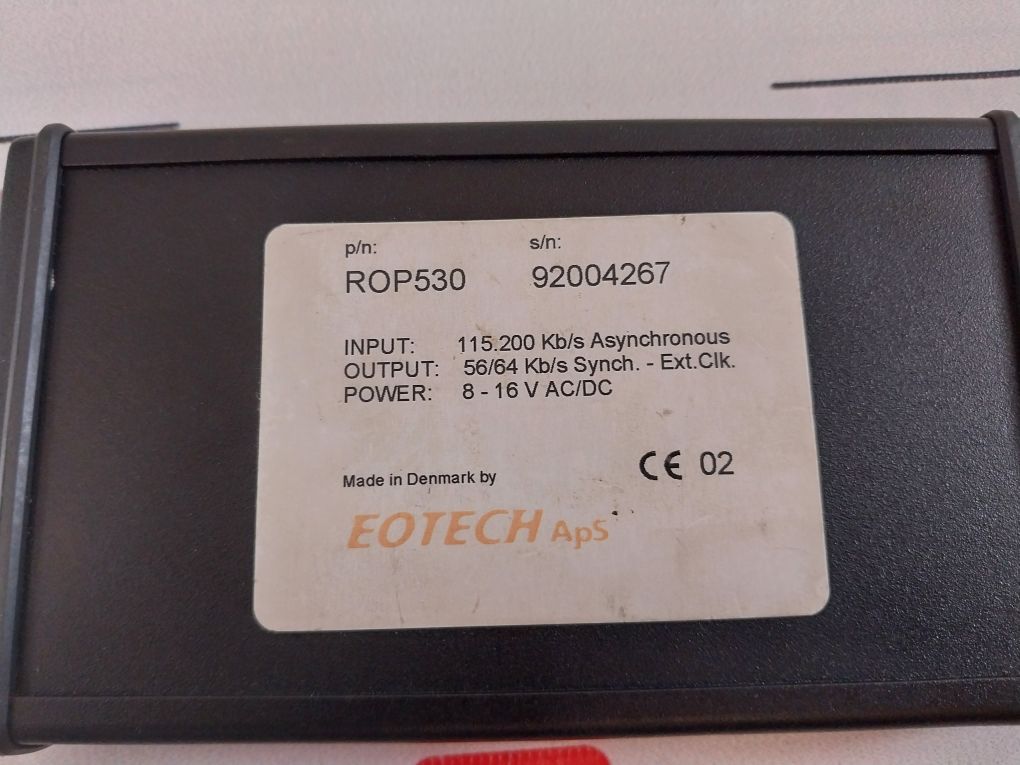 p/n: s/n:
ROP530 92004267
INPUT: 115.200 Kb/s Asynchronous
OUTPUT: 56/64 Kb/s Synch. - Ext.Clk.
POWER: 8 - 16 V AC/DC
CE 02
Made in Denmark by
EOTECH ApS